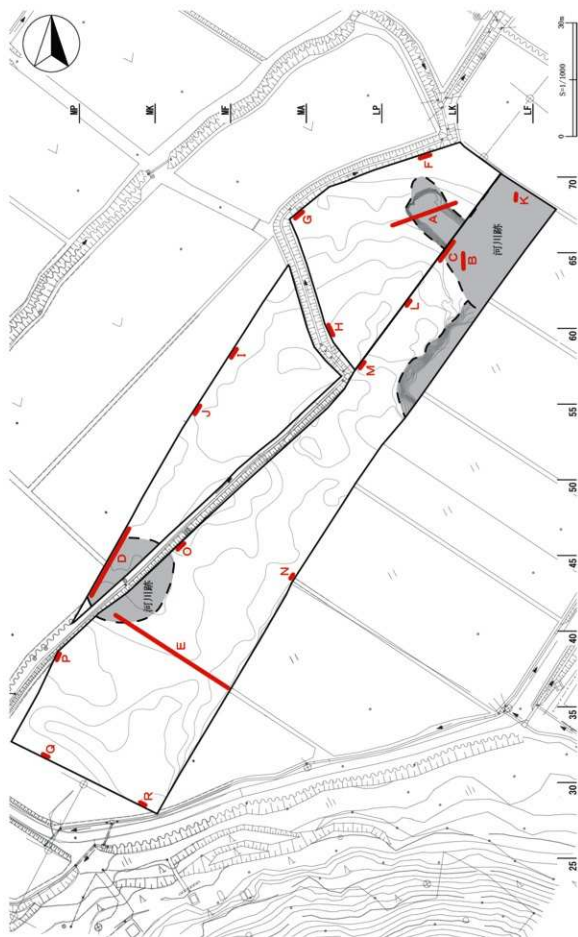 MP
MK
MF
MA
LP
LK
LF
S=1/1000
0
30m
70
65
60
55
50
45
40
35
30
25
F
G
A
K
C
B
河川跡
L
H
M
I
J
D
O
河川跡
N
E
P
Q
R